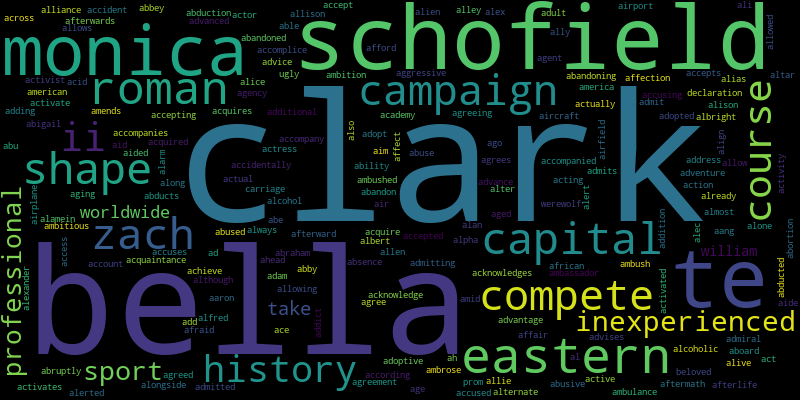 across alliance accident abbey abduction actor allison accept alley alien alex adult airport ali
allows afterwards advanced able abandoned accomplice afford ally allowed
monica schofield
activist acid advice ugly ambition aggressive agent abandoning affection accepts alias altar
american activate roman alice agency campaign america actually accusing declaration
adding amends accepting acquires additional academy agreeing admit adopted alison albright
abigail ii accompanies acquired accompany also adopt affect ago aircraft airfield align course
abu aid aided alarm actress aim abuse agrees accompanied admits address allow activity
shape accidentally ability adventure
aging along actual ambushed advance acting alert action already
abducts carriage abandon alter werewolf almost
professional airplane alamein worldwide alcohol abe air aged clark alone
ambitious zach abused always afterward acquire accepted alan capital alec addition aang abortion
access accuses ad abraham albert alpha william
account acquaintance ahead abby absence allen admitting acknowledges african ambush te
alexander achieve although adam ambassador activated abducted
bella aaron allowing acknowledge amid compete aide
add alfred take agree advantage inexperienced
afraid ace addict affair advises admiral
abruptly history adoptive ah eastern al alcoholic aboard
sport agreed according ambrose alive act
activates alongside admitted agreement age prom allie abusive active beloved aftermath afterlife
alerted accused alternate ambulance